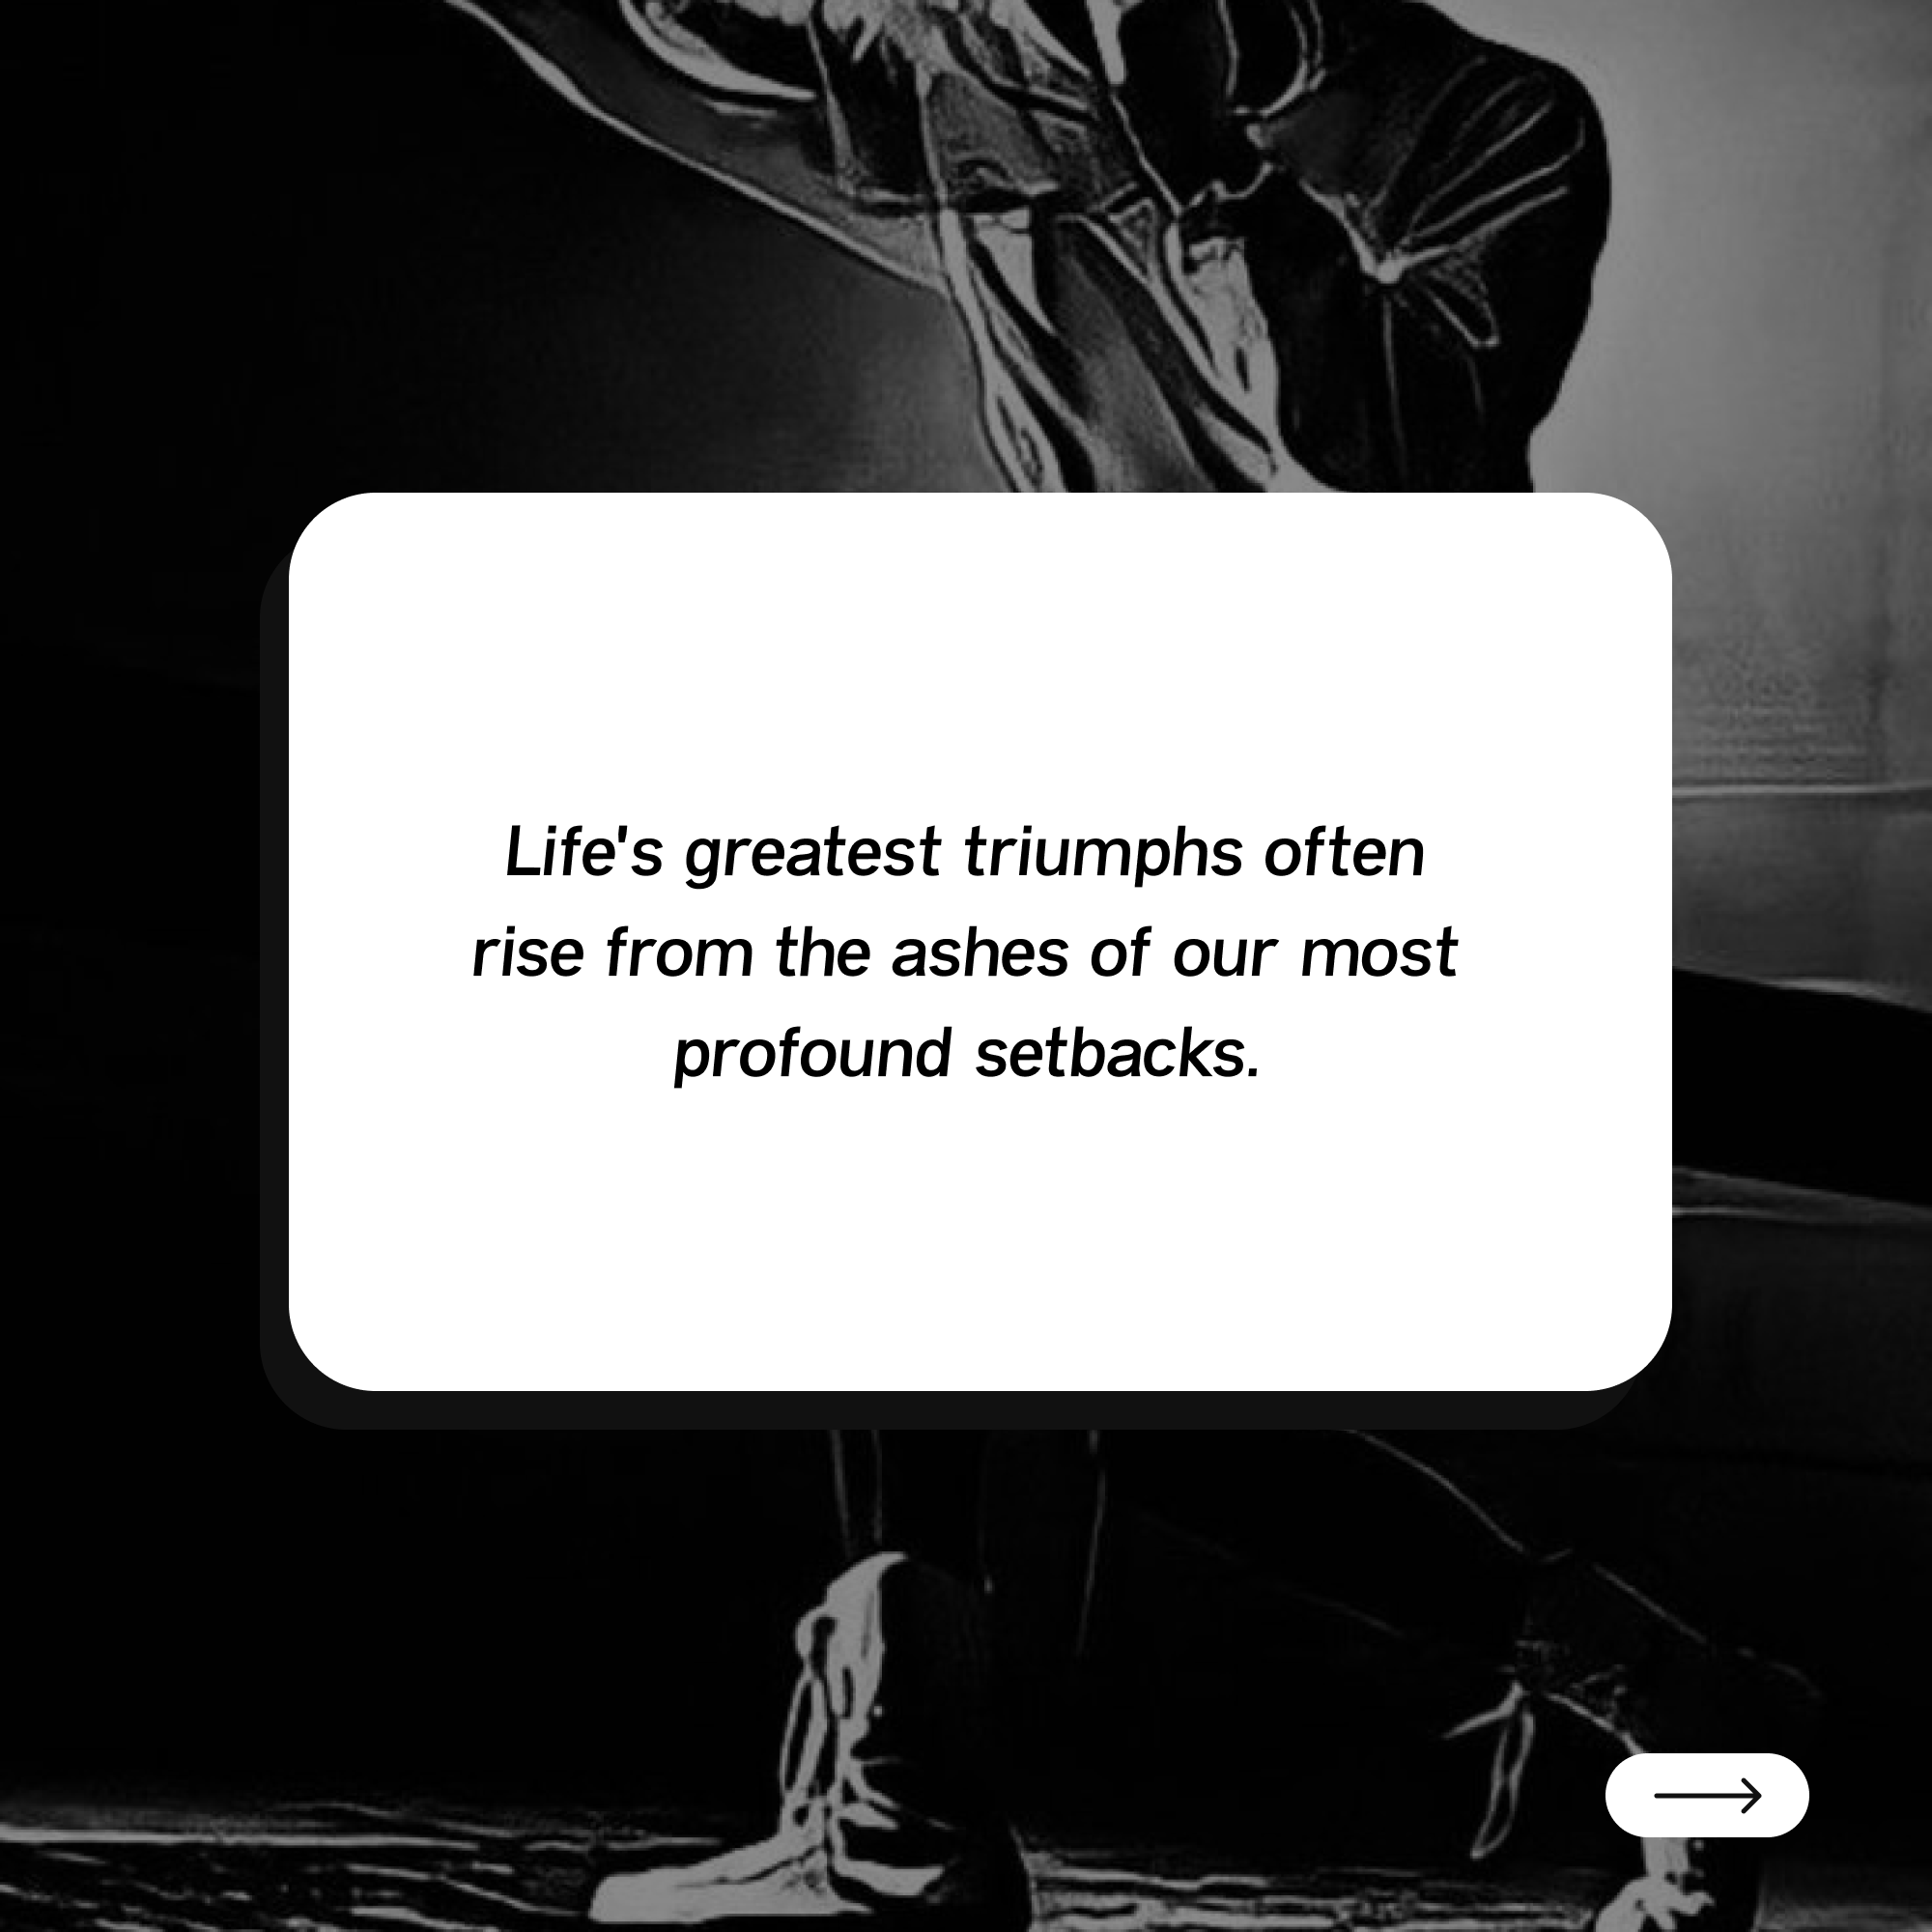 Life's greatest triumphs often
rise from the ashes of our most
profound setbacks.